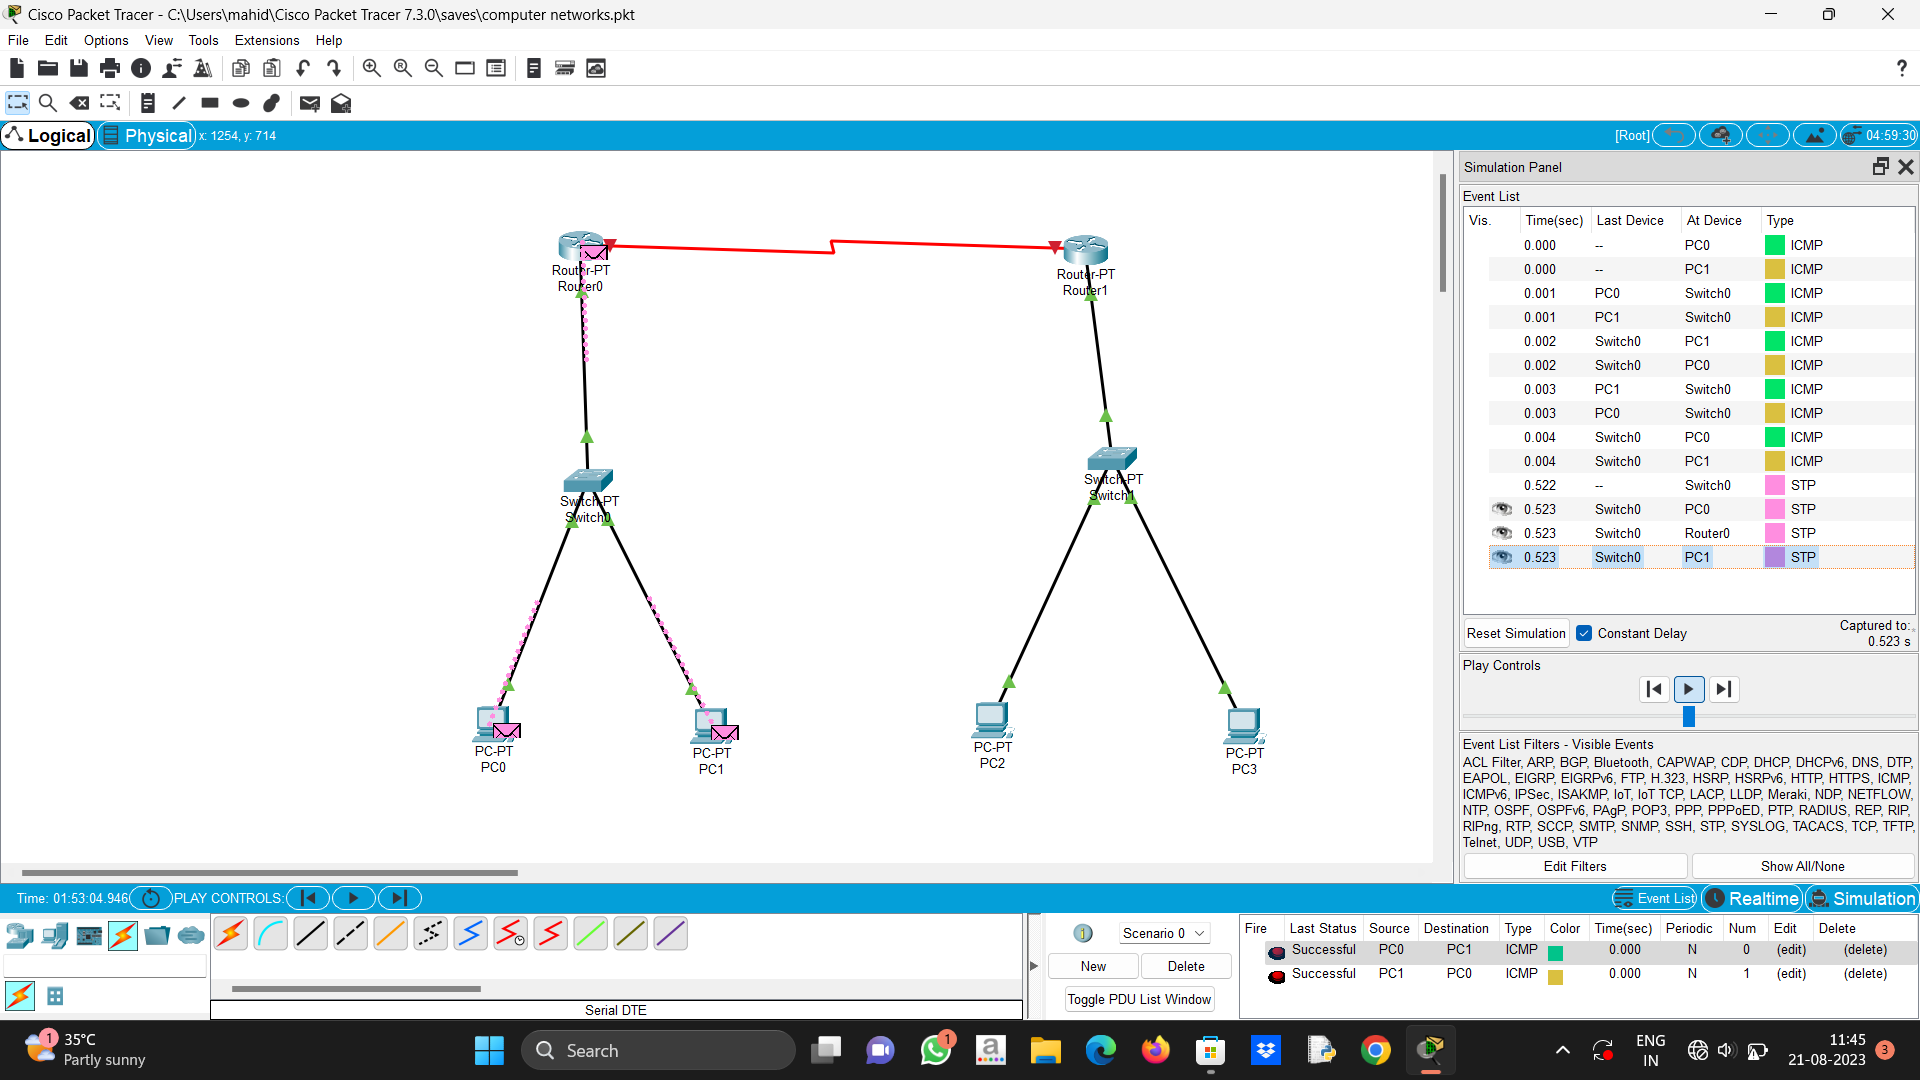 Cisco Packet Tracer - C:\Users\mahid\Cisco Packet Tracer 7.3.0\saves\computer networks.pkt
File Edit Options View Tools Extensions Help
Logical Physical x: 1254, y: 714
[Root] 04:59:30
Router-PT
Router0
Router-PT
Router1
Switch-PT
Switch0
Switch-PT
Switch1
PC-PT
PC0
PC-PT
PC1
PC-PT
PC2
PC-PT
PC3
Simulation Panel
Event List
Vis. Time(sec) Last Device At Device Type
0.000 -- PC0 ICMP
0.000 -- PC1 ICMP
0.001 PC0 Switch0 ICMP
0.001 PC1 Switch0 ICMP
0.002 Switch0 PC1 ICMP
0.002 Switch0 PC0 ICMP
0.003 PC1 Switch0 ICMP
0.003 PC0 Switch0 ICMP
0.004 Switch0 PC0 ICMP
0.004 Switch0 PC1 ICMP
0.522 -- Switch0 STP
0.523 Switch0 PC0 STP
0.523 Switch0 Router0 STP
0.523 Switch0 PC1 STP
Reset Simulation Constant Delay Captured to:
0.523 s
Play Controls
Event List Filters - Visible Events
ACL Filter, ARP, BGP, Bluetooth, CAPWAP, CDP, DHCP, DHCPv6, DNS, DTP,
EAPOL, EIGRP, EIGRPv6, FTP, H.323, HSRP, HSRPv6, HTTP, HTTPS, ICMP,
ICMPv6, IPSec, ISAKMP, IoT, IoT TCP, LACP, LLDP, Meraki, NDP, NETFLOW,
NTP, OSPF, OSPFv6, PAgP, POP3, PPP, PPPoED, PTP, RADIUS, REP, RIP,
RIPng, RTP, SCCP, SMTP, SNMP, SSH, STP, SYSLOG, TACACS, TCP, TFTP,
Telnet, UDP, USB, VTP
Edit Filters Show All/None
Time: 01:53:04.946 PLAY CONTROLS: Event List Realtime Simulation
Serial DTE
Scenario 0
New Delete
Toggle PDU List Window
Fire Last Status Source Destination Type Color Time(sec) Periodic Num Edit Delete
Successful PC0 PC1 ICMP 0.000 N 0 (edit) (delete)
Successful PC1 PC0 ICMP 0.000 N 1 (edit) (delete)
1 35°C
Partly sunny
Search
1
ENG
IN
11:45
21-08-2023
3